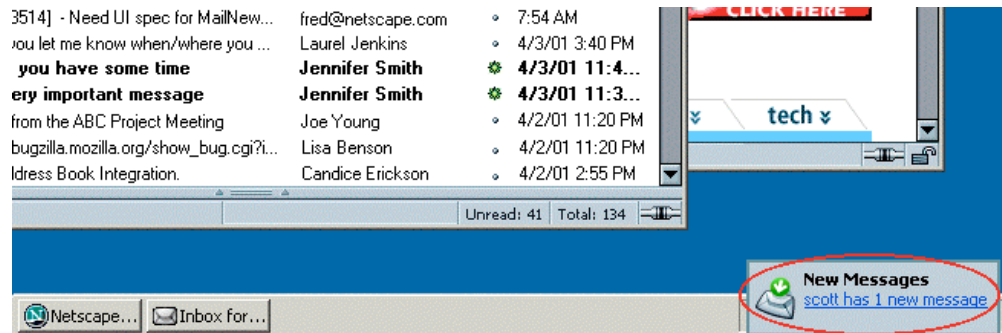 3514] - Need UI spec for MailNew... fred@netscape.com 7:54 AM
CLICK HERE
you let me know when/where you ... Laurel Jenkins 4/3/01 3:40 PM
you have some time Jennifer Smith 4/3/01 11:4...
ery important message Jennifer Smith 4/3/01 11:3...
from the ABC Project Meeting Joe Young 4/2/01 11:20 PM
tech
bugzilla.mozilla.org/show_bug.cgi?i... Lisa Benson 4/2/01 11:20 PM
ldress Book Integration. Candice Erickson 4/2/01 2:55 PM
Unread: 41 Total: 134
New Messages
scott has 1 new message
Netscape... Inbox for...